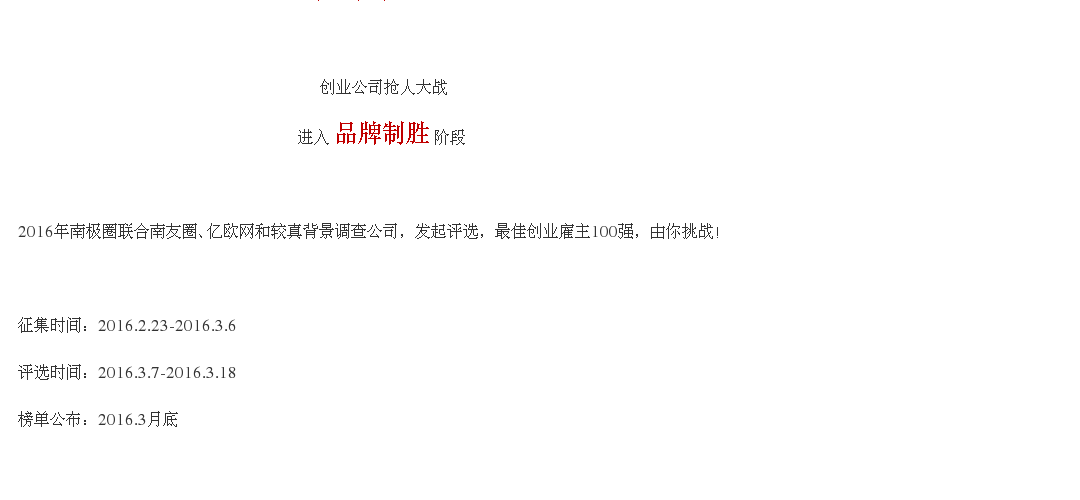 创业公司抢人大战
进入 品牌制胜 阶段
2016年南极圈联合南友圈、亿欧网和较真背景调查公司，发起评选，最佳创业雇主100强，由你挑战!
征集时间：2016.2.23-2016.3.6
评选时间：2016.3.7-2016.3.18
榜单公布：2016.3月底